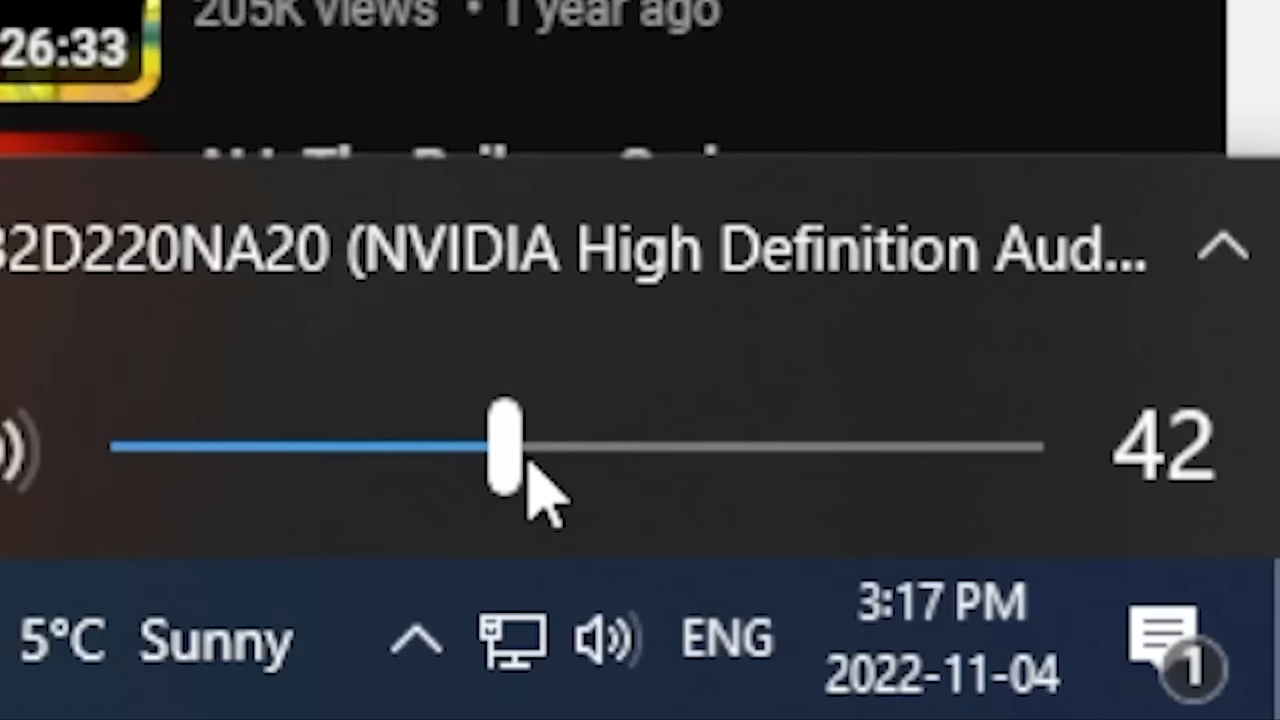 205K views • 1 year ago
26:33
32D220NA20 (NVIDIA High Definition Aud...
42
5°C Sunny
ENG
3:17 PM
2022-11-04
1